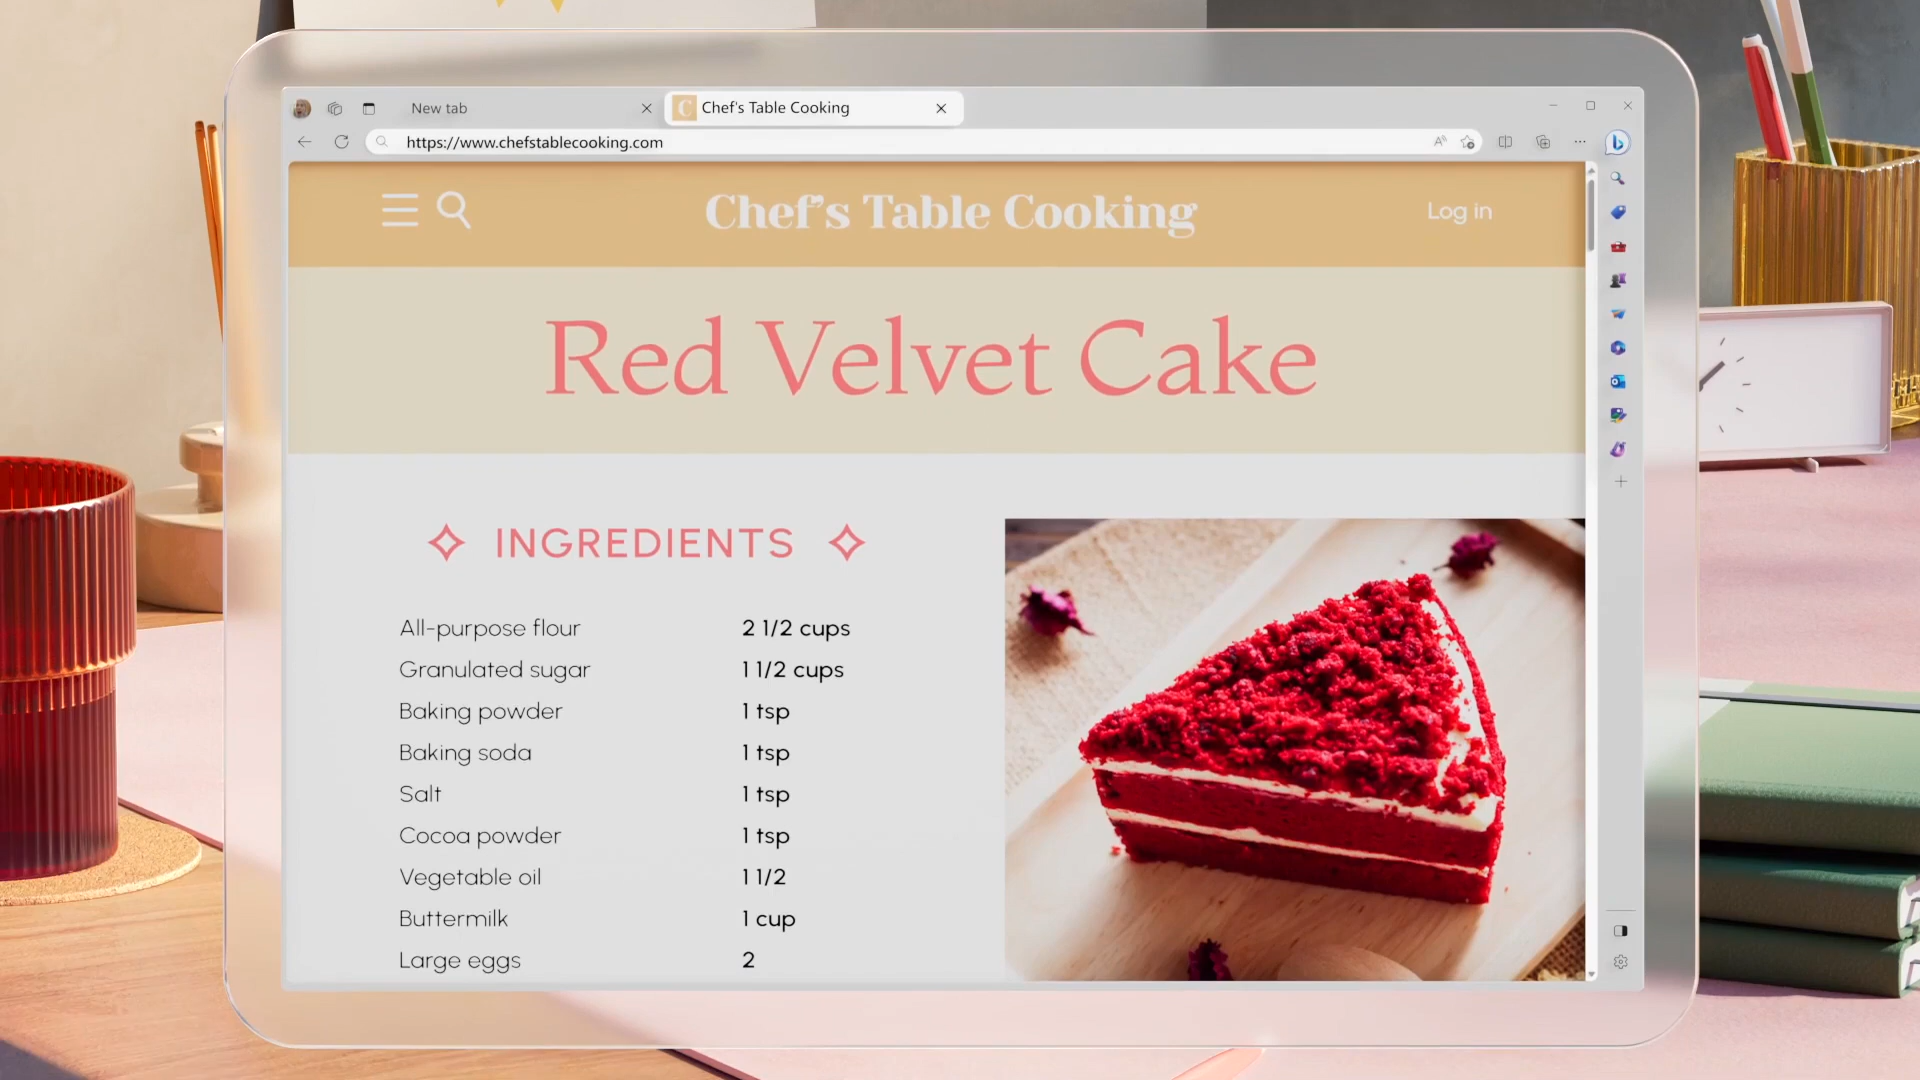 New tab
C Chef's Table Cooking
https://www.chefstablecooking.com
Chef's Table Cooking
Log in
Red Velvet Cake
INGREDIENTS
All-purpose flour 2 1/2 cups
Granulated sugar 1 1/2 cups
Baking powder 1 tsp
Baking soda 1 tsp
Salt 1 tsp
Cocoa powder 1 tsp
Vegetable oil 1 1/2
Buttermilk 1 cup
Large eggs 2